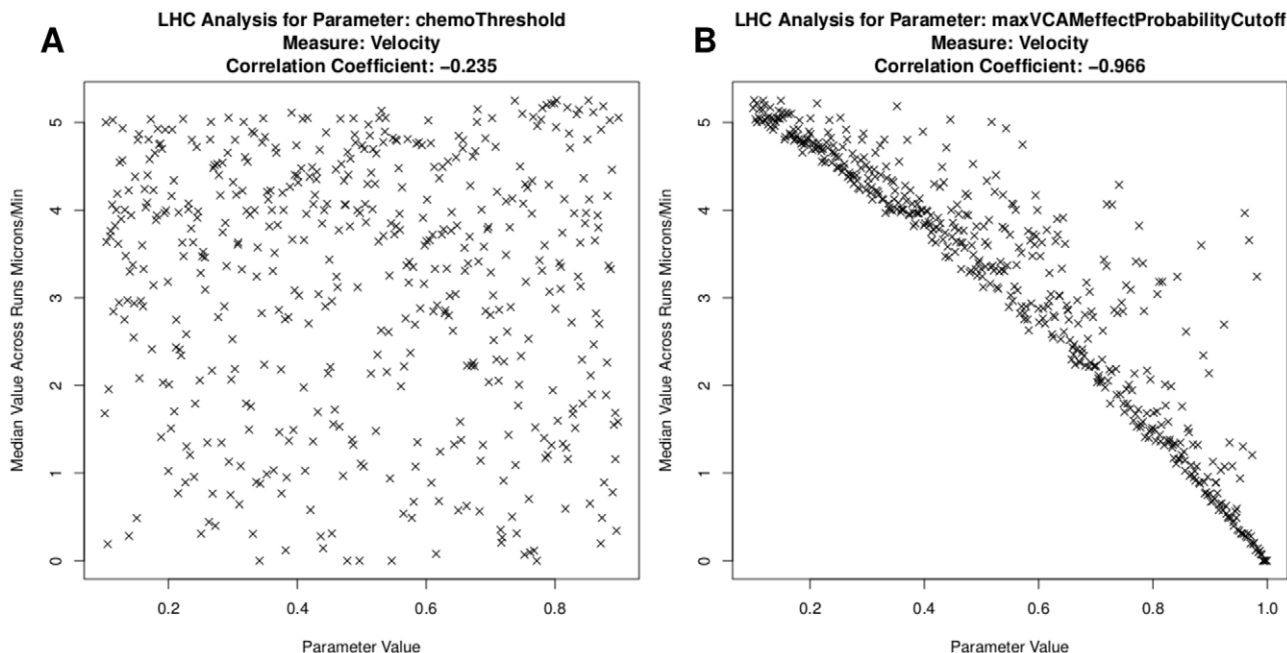 A
LHC Analysis for Parameter: chemoThreshold
Measure: Velocity
Correlation Coefficient: −0.235
Median Value Across Runs Microns/Min
5
4
3
2
1
0
0.2 0.4 0.6 0.8
Parameter Value
B
LHC Analysis for Parameter: maxVCAMeffectProbabilityCutoff
Measure: Velocity
Correlation Coefficient: −0.966
Median Value Across Runs Microns/Min
5
4
3
2
1
0
0.2 0.4 0.6 0.8 1.0
Parameter Value